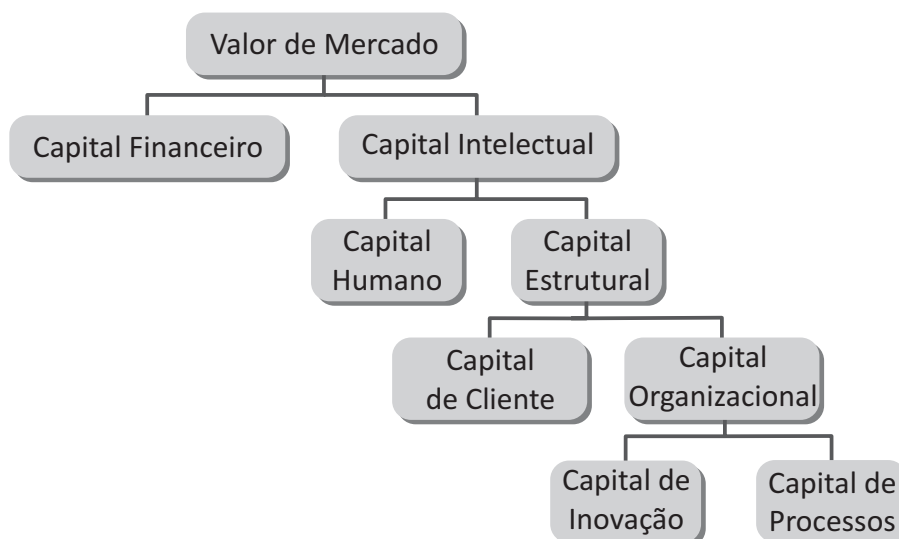 Valor de Mercado
Capital Financeiro
Capital Intelectual
Capital
Humano
Capital
Estrutural
Capital
de Cliente
Capital
Organizacional
Capital de
Inovação
Capital de
Processos